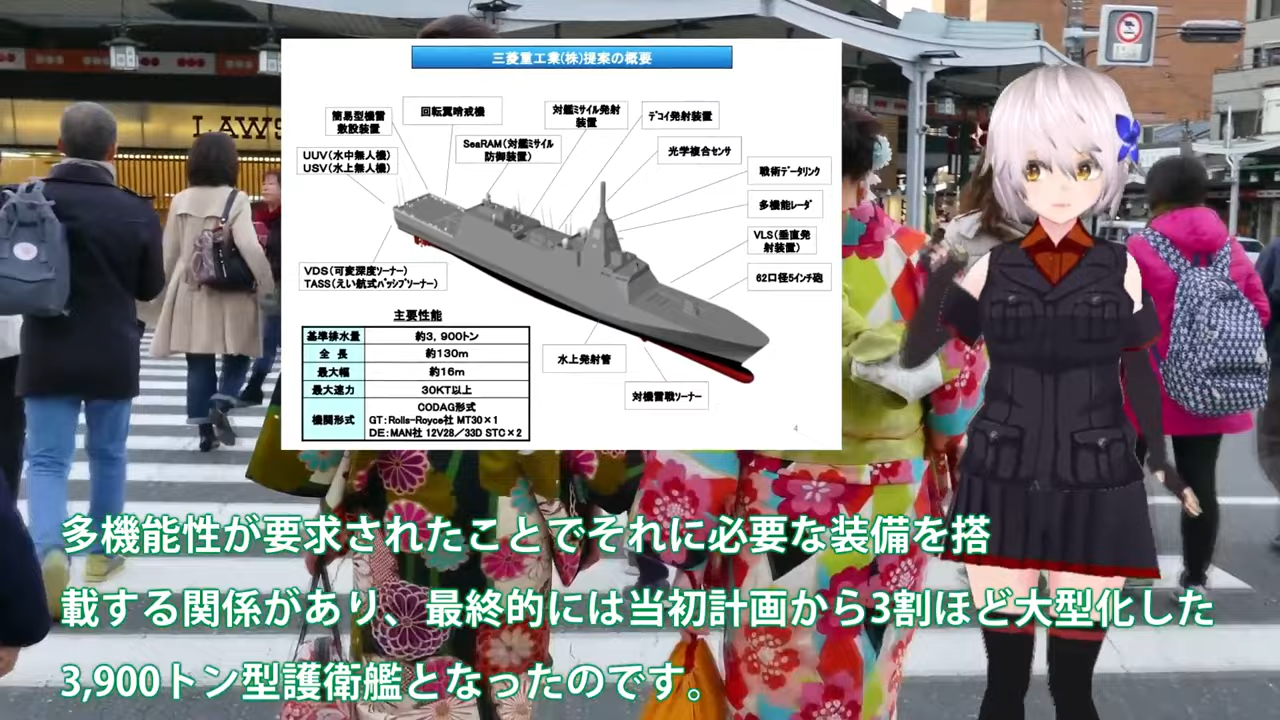 三菱重工業(株)提案の概要
簡易型機雷
敷設装置
回転翼哨戒機
対艦ミサイル発射
装置
デコイ発射装置
UUV(水中無人機)
USV(水上無人機)
SeaRAM(対艦ミサイル
防御装置)
光学複合センサ
戦術データリンク
多機能レーダ
VLS(垂直発
射装置)
62口径5インチ砲
VDS(可変深度ソーナー)
TASS(えい航式パッシブソーナー)
水上発射管
対機雷戦ソーナー
主要性能
基準排水量 約3,900トン
全 長 約130m
最大幅 約16m
最大速力 30KT以上
機関形式 CODAG形式
GT:Rolls-Royce社 MT30×1
DE:MAN社 12V28/33D STC×2
4
LAWS
多機能性が要求されたことでそれに必要な装備を搭
載する関係があり、最終的には当初計画から3割ほど大型化した
3,900トン型護衛艦となったのです。